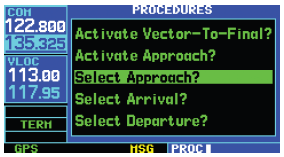 COM
122.800
135.325
VLOC
113.00
117.95
TERM
PROCEDURES
Activate Vector-To-Final?
Activate Approach?
Select Approach?
Select Arrival?
Select Departure?
GPS
MSG
PROC